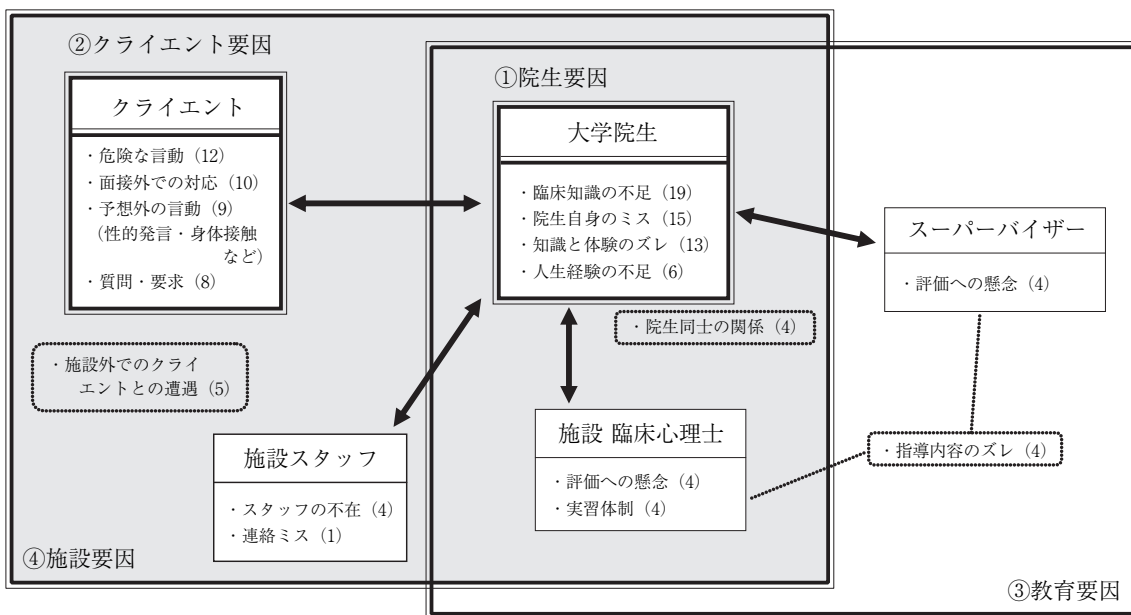 ②クライエント要因
クライエント
・危険な言動（12）
・面接外での対応（10）
・予想外の言動（9）
（性的発言・身体接触
など）
・質問・要求（8）
・施設外でのクライ
エントとの遭遇（5）
①院生要因
大学院生
・臨床知識の不足（19）
・院生自身のミス（15）
・知識と体験のズレ（13）
・人生経験の不足（6）
・院生同士の関係（4）
スーパーバイザー
・評価への懸念（4）
施設スタッフ
・スタッフの不在（4）
・連絡ミス（1）
施設 臨床心理士
・評価への懸念（4）
・実習体制（4）
・指導内容のズレ（4）
④施設要因
③教育要因